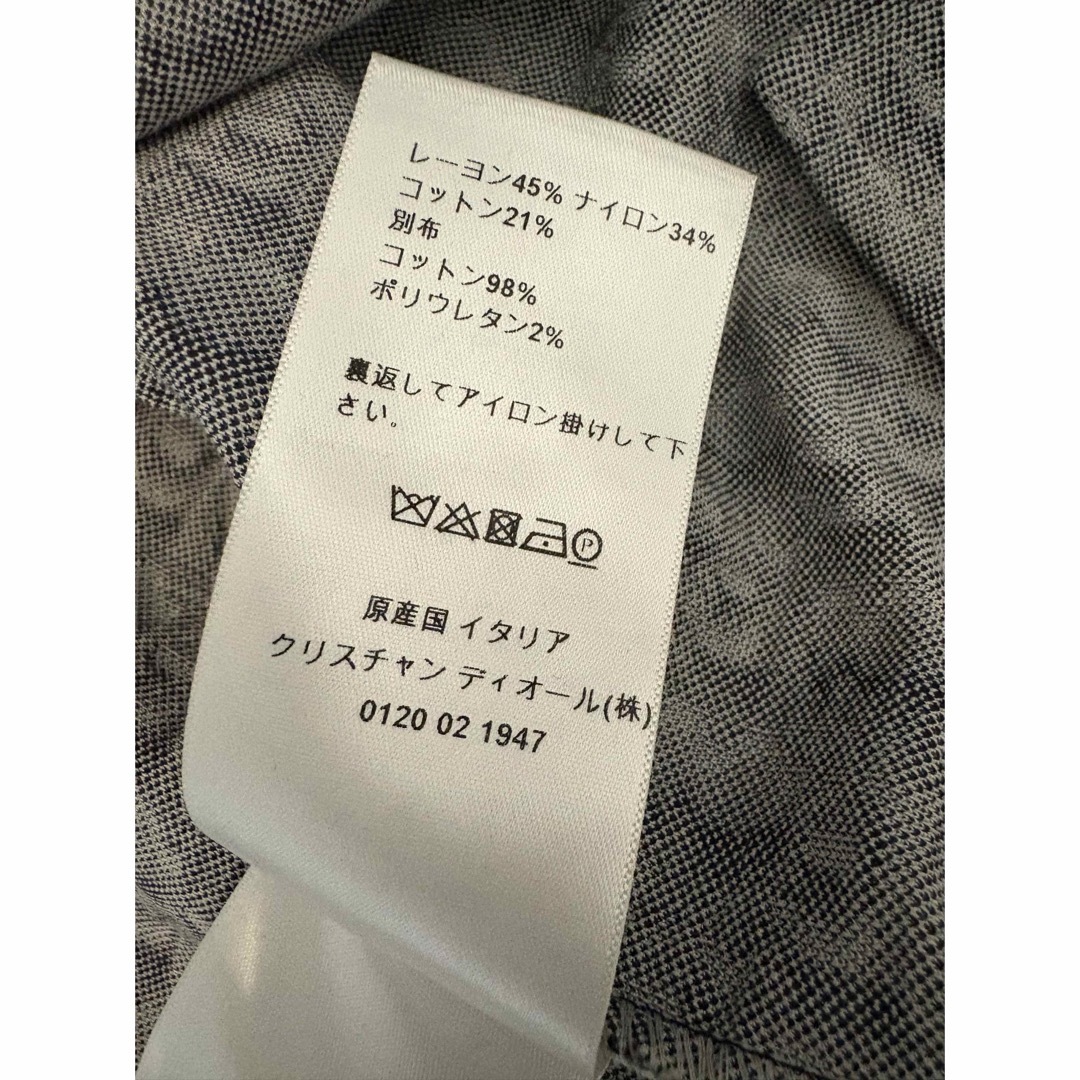 レーヨン45% ナイロン34%
コットン21%
別布
コットン98%
ポリウレタン2%
裏返してアイロン掛けして下
さい。
P
原産国 イタリア
クリスチャン ディオール(株)
0120 02 1947